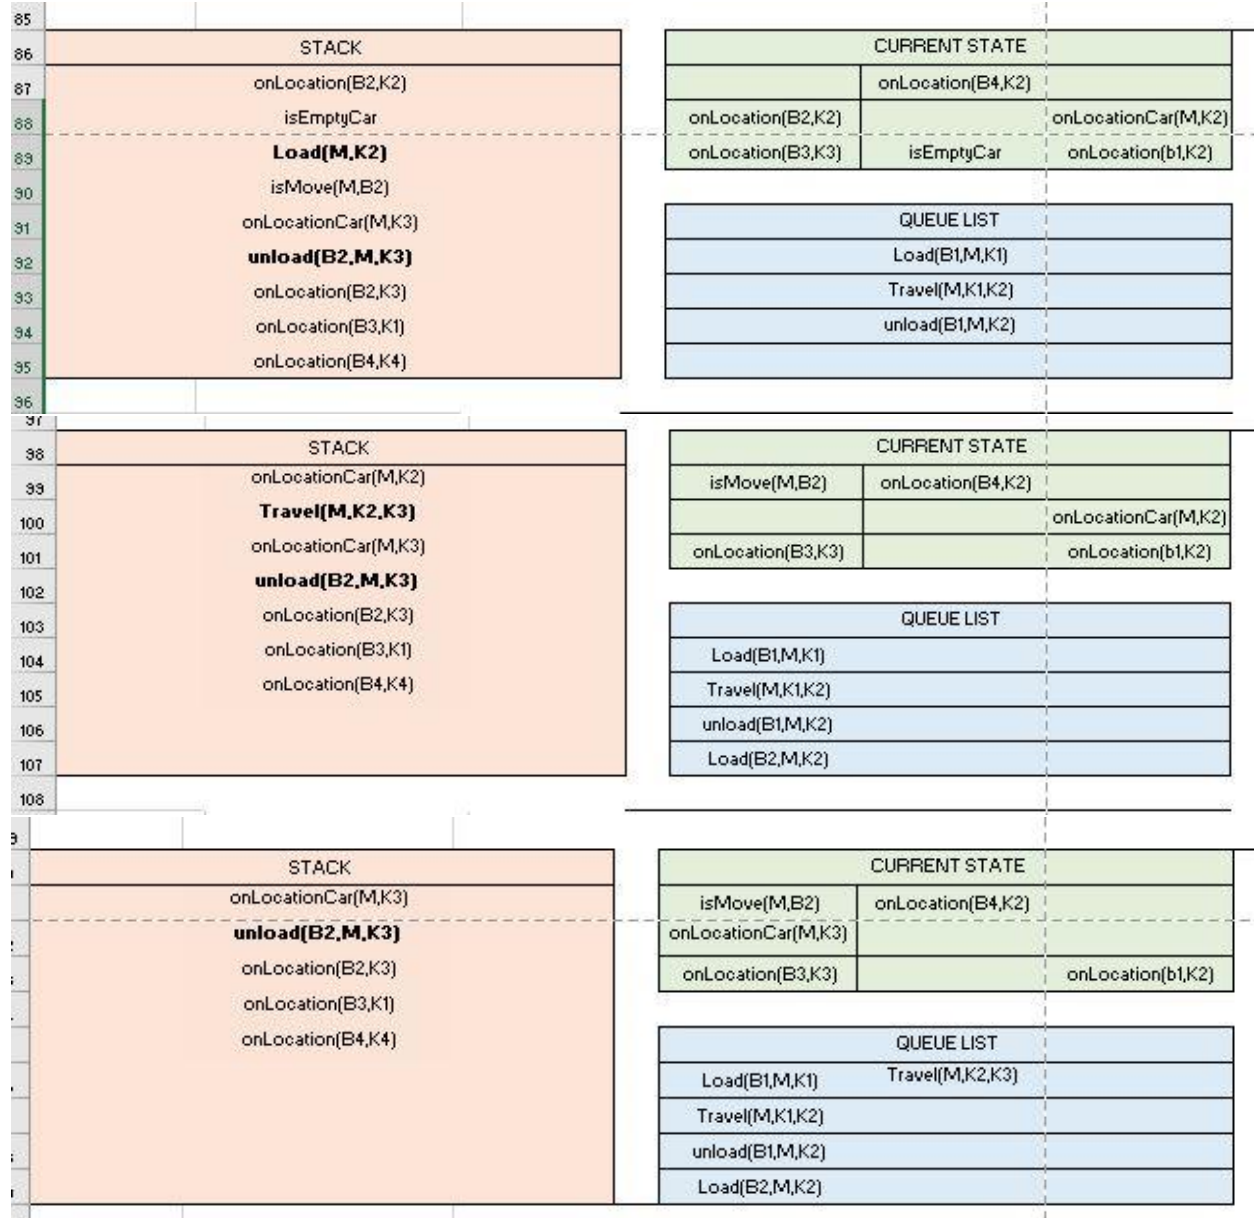 85
86 STACK CURRENT STATE
87 onLocation(B2,K2) onLocation(B4,K2)
88 isEmptyCar onLocation(B2,K2) onLocationCar(M,K2)
89 Load(M,K2) onLocation(B3,K3) isEmptyCar onLocation(b1,K2)
90 isMove(M,B2)
91 onLocationCar(M,K3) QUEUE LIST
92 unload(B2,M,K3) Load(B1,M,K1)
93 onLocation(B2,K3) Travel(M,K1,K2)
94 onLocation(B3,K1) unload(B1,M,K2)
95 onLocation(B4,K4)
96
97
98 STACK CURRENT STATE
99 onLocationCar(M,K2) isMove(M,B2) onLocation(B4,K2)
100 Travel(M,K2,K3) onLocationCar(M,K2)
101 onLocationCar(M,K3) onLocation(B3,K3) onLocation(b1,K2)
102 unload(B2,M,K3)
103 onLocation(B2,K3) QUEUE LIST
104 onLocation(B3,K1) Load(B1,M,K1)
105 onLocation(B4,K4) Travel(M,K1,K2)
106 unload(B1,M,K2)
107 Load(B2,M,K2)
108
STACK CURRENT STATE
onLocationCar(M,K3) isMove(M,B2) onLocation(B4,K2)
unload(B2,M,K3) onLocationCar(M,K3)
onLocation(B2,K3) onLocation(B3,K3) onLocation(b1,K2)
onLocation(B3,K1)
onLocation(B4,K4) QUEUE LIST
Load(B1,M,K1) Travel(M,K2,K3)
Travel(M,K1,K2)
unload(B1,M,K2)
Load(B2,M,K2)